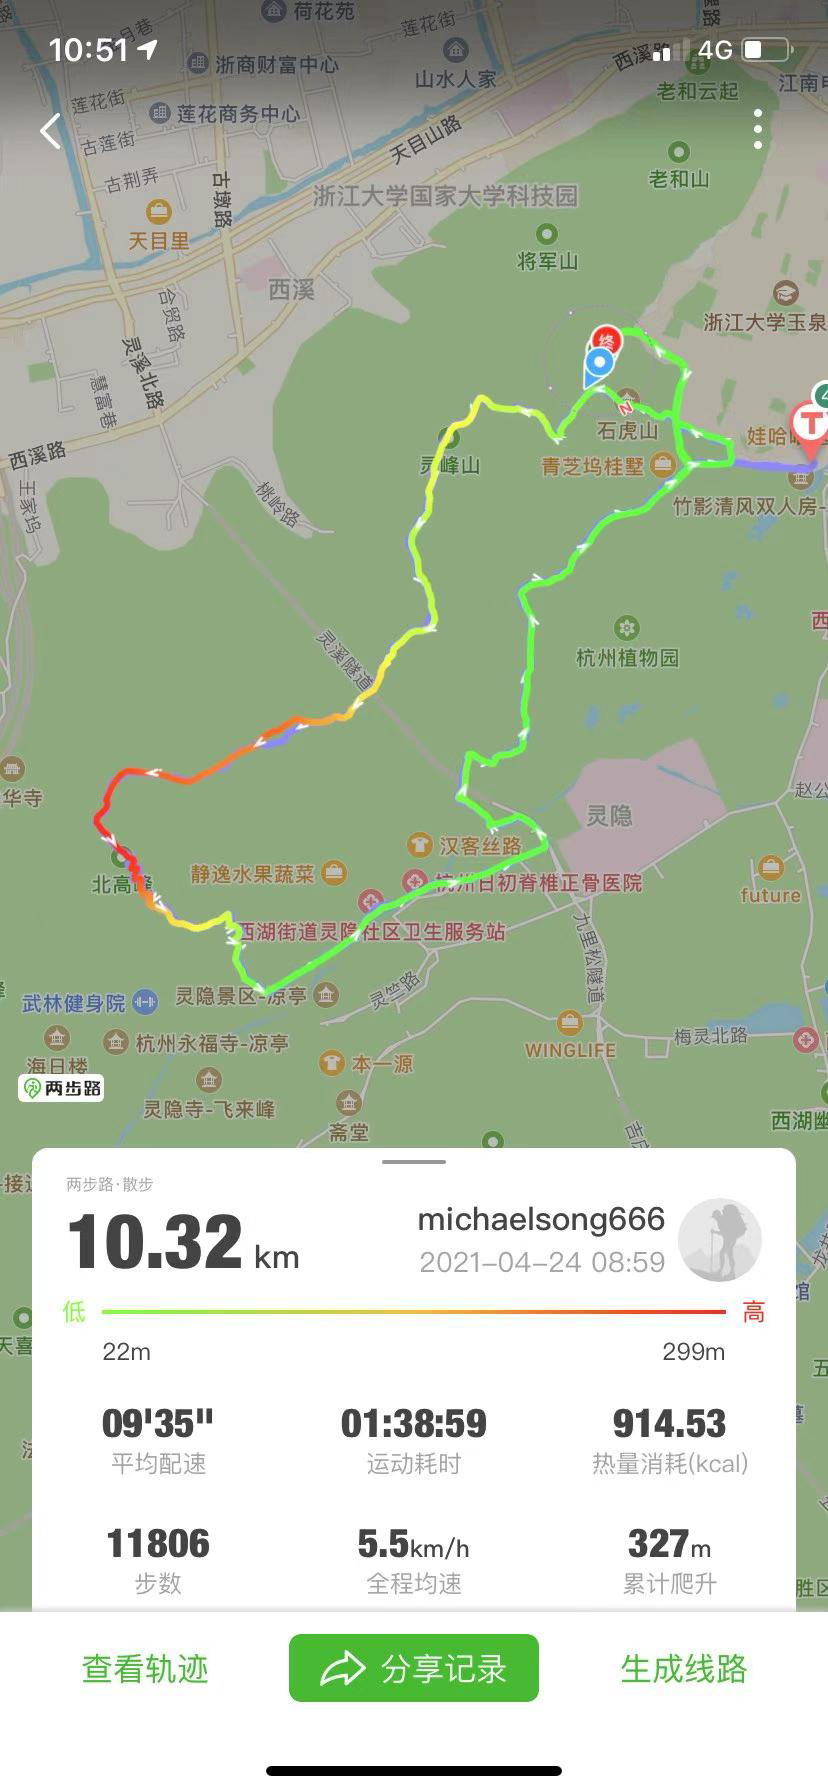 荷花苑
莲花街
10:51
4G
浙商财富中心
山水人家
西溪路
老和云起
江南
莲花街
莲花商务中心
古莲街
天目山路
古荆弄
古墩路
浙江大学国家大学科技园
老和山
天目里
将军山
西溪
合贸路
浙江大学玉泉
灵溪北路
终
慧富巷
4
T
石虎山
娃哈
西溪路
灵峰山
青芝坞桂墅
王家坞
桃岭路
竹影清风双人房-
西
灵溪隧道
杭州植物园
华寺
赵公
灵隐
汉客丝路
静逸水果蔬菜
北高峰
杭州日初脊椎正骨医院
future
西湖街道灵隐社区卫生服务站
九里松隧道
武林健身院
灵隐景区-凉亭
灵竺路
海日楼
杭州永福寺-凉亭
WINGLIFE
梅灵北路
本一源
两步路
灵隐寺-飞来峰
斋堂
西湖幽
两步路·散步
10.32 km
michaelsong666
2021-04-24 08:59
低
高
22m
299m
天喜
09'35"
01:38:59
914.53
平均配速
运动耗时
热量消耗(kcal)
11806
5.5km/h
327m
步数
全程均速
累计爬升
胜区
查看轨迹
分享记录
生成线路